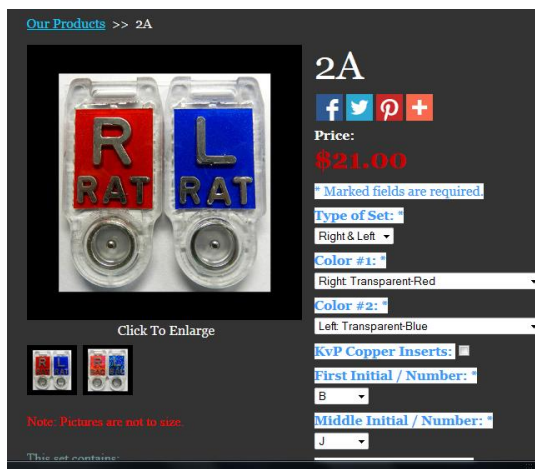 Our Products >> 2A
2A
R
RAT
L
RAT
Price:
$21.00
* Marked fields are required.
Type of Set: *
Right & Left
Color #1: *
Right: Transparent-Red
Color #2: *
Left: Transparent-Blue
KvP Copper Inserts:
First Initial / Number: *
B
Middle Initial / Number: *
J
Click To Enlarge
Note: Pictures are not to size.
This set contains: